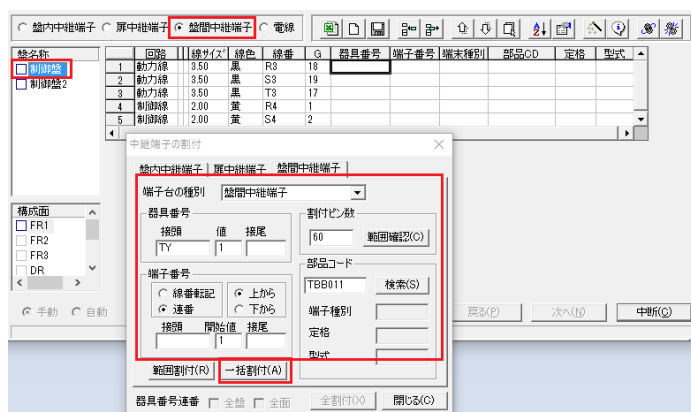 盤内中継端子 扉中継端子 盤間中継端子 電線
盤名称
制御盤1
制御盤2
回路 線サイズ 線色 線番 G 器具番号 端子番号 端末種別 部品CD 定格 型式
1 動力線 3.50 黒 R3 18
2 動力線 3.50 黒 S3 19
3 動力線 3.50 黒 T3 17
4 制御線 2.00 黄 R4 1
5 制御線 2.00 黄 S4 2
構成面
FR1
FR2
FR3
DR
手動 自動
中継端子の割付
盤内中継端子 扉中継端子 盤間中継端子
端子台の種別 盤間中継端子
器具番号
接頭 値 接尾
TY 1
割付ピン数
60 範囲確認(C)
端子番号
線番転記 上から
連番 下から
接頭 開始値 接尾
1
部品コード
TBB011 検索(S)
端子種別
定格
型式
範囲割付(R) 一括割付(A)
器具番号連番 全盤 全面 全割付(X) 閉じる(C)
戻る(P) 次へ(N) 中断(C)